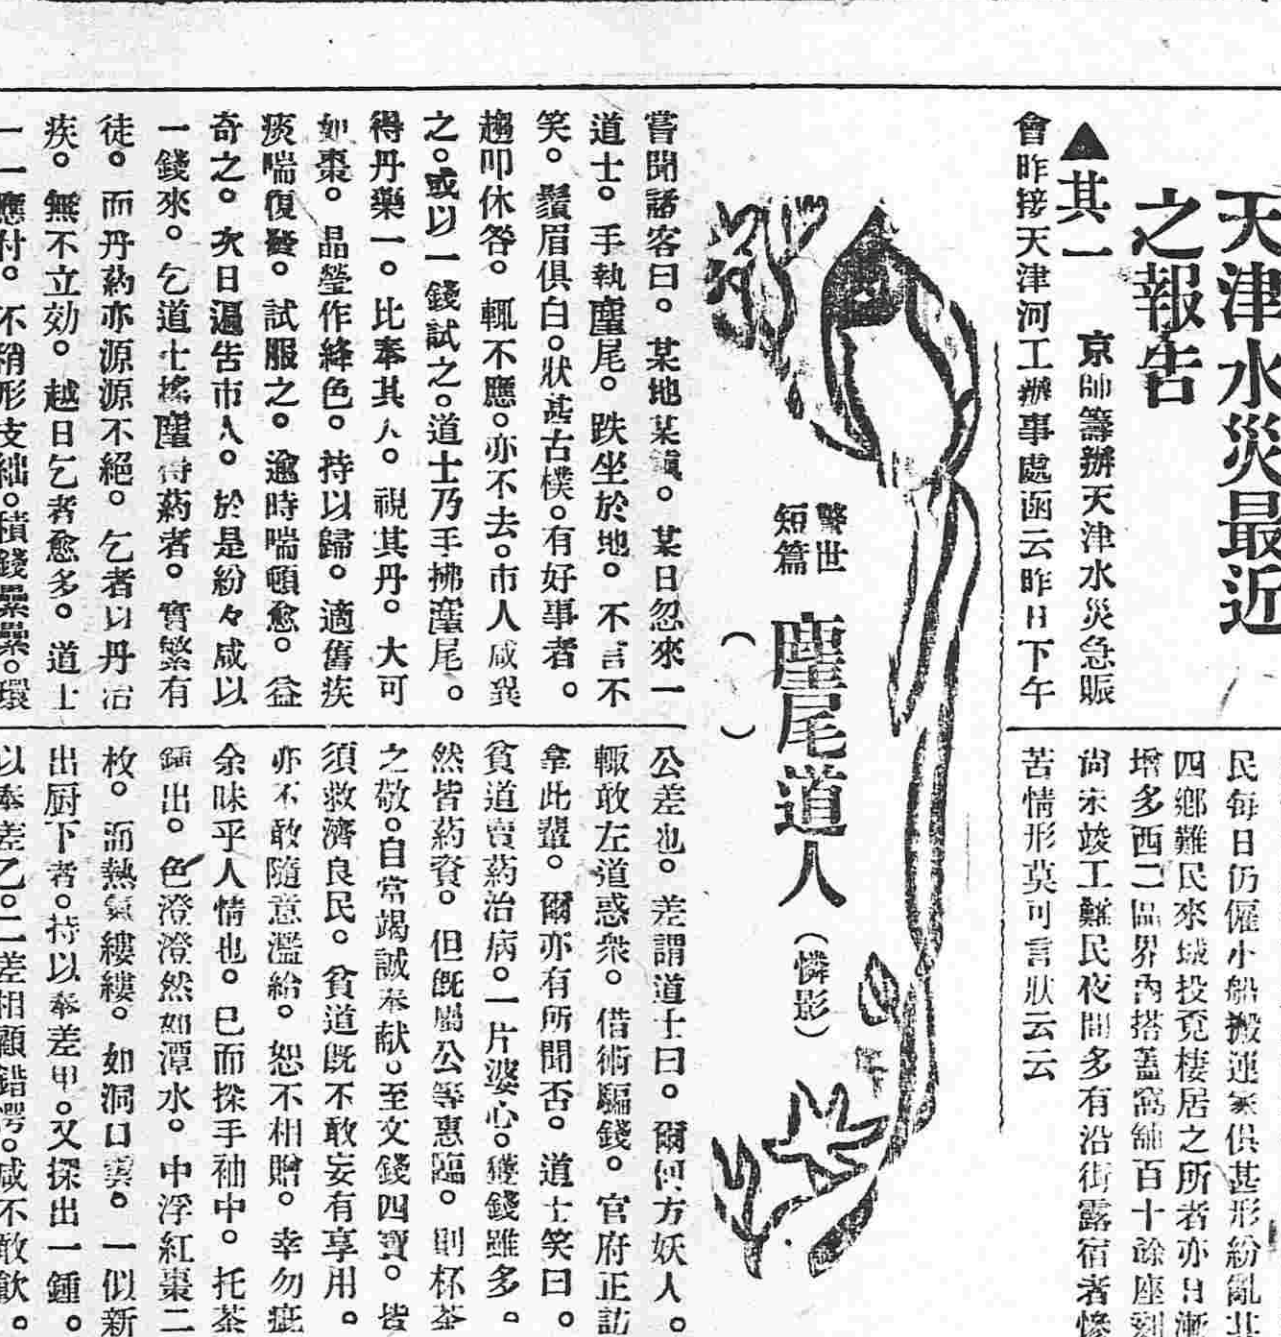 天津水災最近
之報告
▲其一　京師籌辦天津水災急賑
會昨接天津河工辦事處函云昨日下午
民每日仍僱小船搬運家俱甚形紛亂其
四鄉難民來城投覓棲居之所者亦日漸
增多西二區界內搭蓋窩舖百十餘座刻
尙未竣工難民夜間多有沿街露宿者慘
苦情形莫可言狀云云
警世
短篇
麈尾道人（憐影）
（　）
嘗聞諸客曰。某地某鎭。某日忽來一
道士。手執麈尾。跌坐於地。不言不
笑。鬚眉俱白。狀甚古樸。有好事者。
趨叩休咎。輒不應。亦不去。市人咸異
之。或以一錢試之。道士乃手拂麈尾。
得丹藥一。比奉其人。視其丹。大可
如棗。晶瑩作絳色。持以歸。適舊疾
痰喘復發。試服之。逾時喘頓愈。益
奇之。次日遍告市人。於是紛々咸以
一錢來。乞道士搖麈得葯者。實繁有
徒。而丹葯亦源源不絕。乞者以丹治
疾。無不立効。越日乞者愈多。道士
一一應付。不稍形支絀。積錢纍纍。環
公差也。差謂道士曰。爾何方妖人。
輒敢左道惑衆。借術騙錢。官府正訪
拿此輩。爾亦有所聞否。道士笑曰。
貧道賣葯治病。一片婆心。獲錢雖多。
然皆葯資。但既屬公等惠臨。則杯茶
之敬。自當竭誠奉献。至文錢四寶。皆
須救濟良民。貧道既不敢妄有享用。
亦不敢隨意濫給。恕不相贈。幸勿疵
余昧乎人情也。已而探手袖中。托茶
鍾出。色澄澄然如潭水。中浮紅棗二
枚。而熱氣縷縷。如洞口雲。一似新
出厨下者。持以奉差甲。又探出一鍾。
以奉差乙。二差相顧錯愕。咸不敢飲。